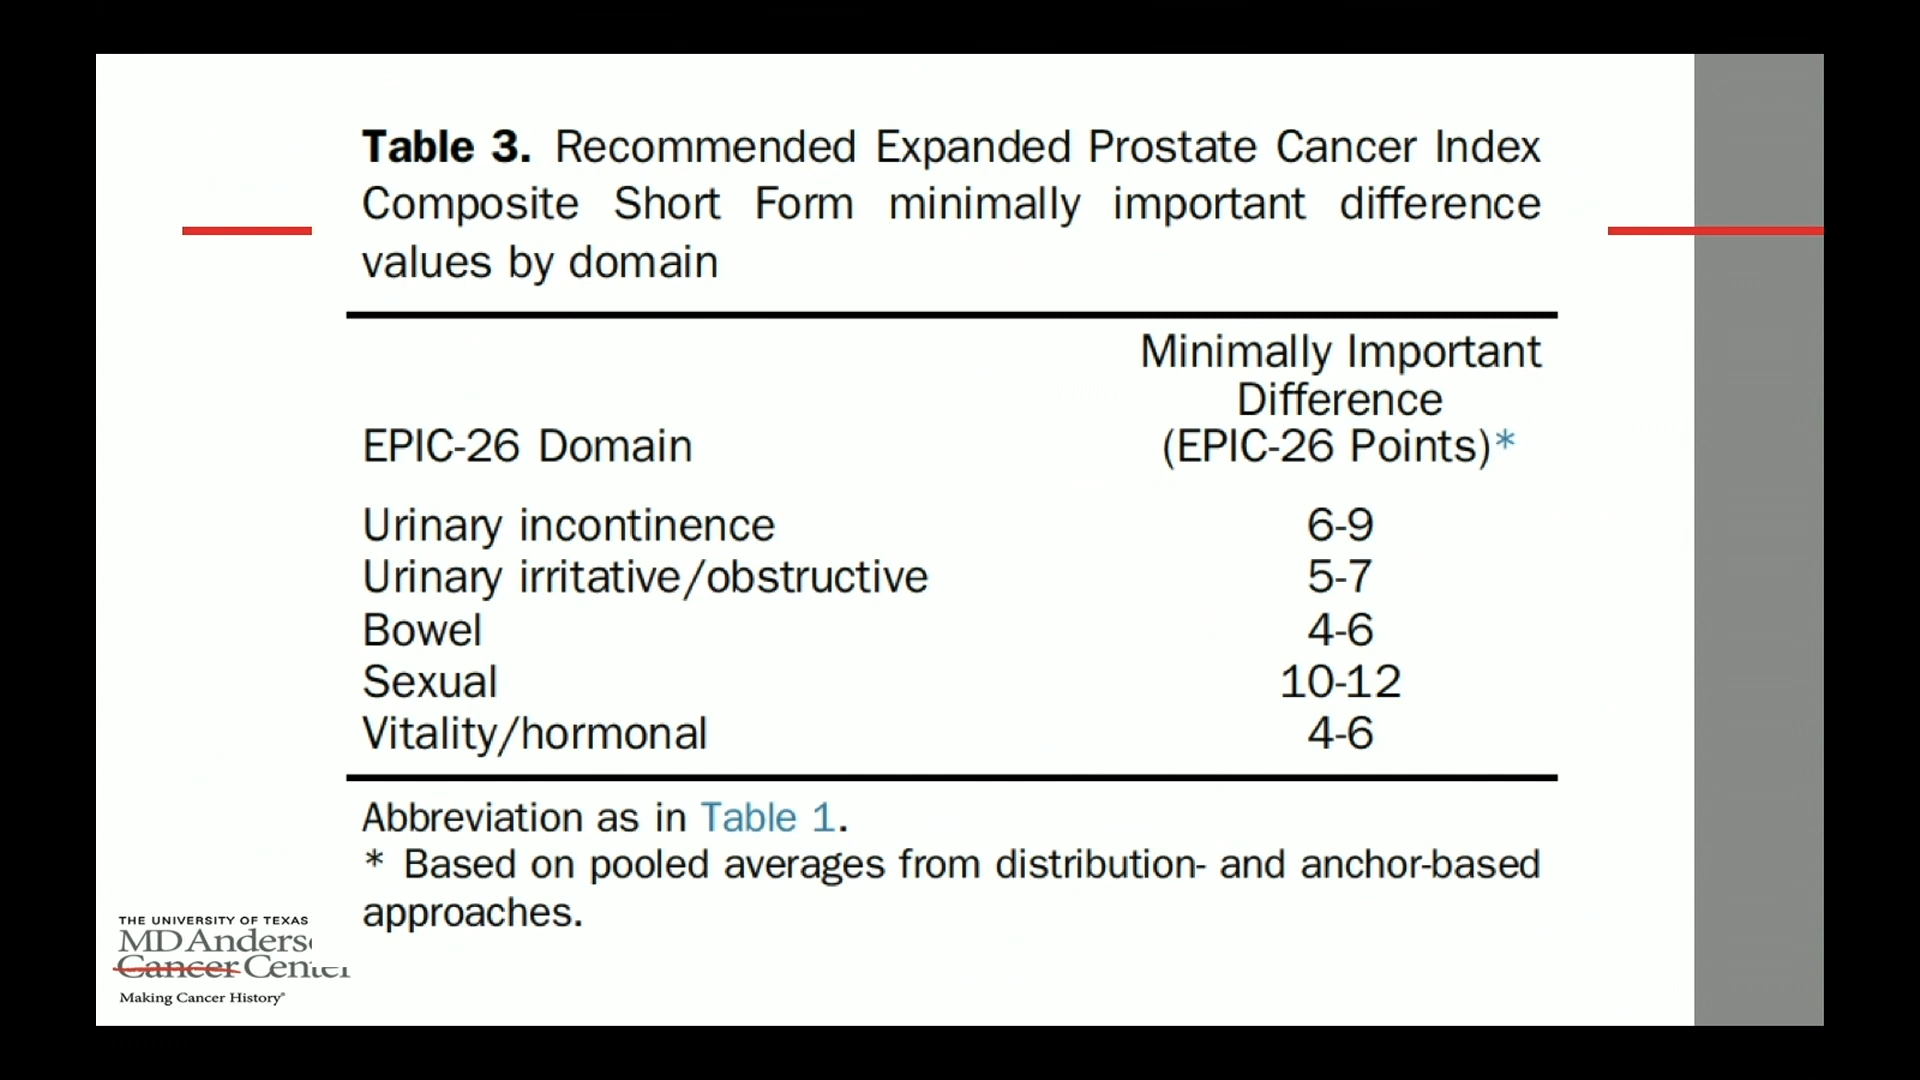 Table 3. Recommended Expanded Prostate Cancer Index
Composite Short Form minimally important difference
values by domain
Minimally Important
Difference
EPIC-26 Domain (EPIC-26 Points)*
Urinary incontinence 6-9
Urinary irritative/obstructive 5-7
Bowel 4-6
Sexual 10-12
Vitality/hormonal 4-6
Abbreviation as in Table 1.
* Based on pooled averages from distribution- and anchor-based
approaches.
THE UNIVERSITY OF TEXAS
MD Anders
Cancer Center
Making Cancer History®